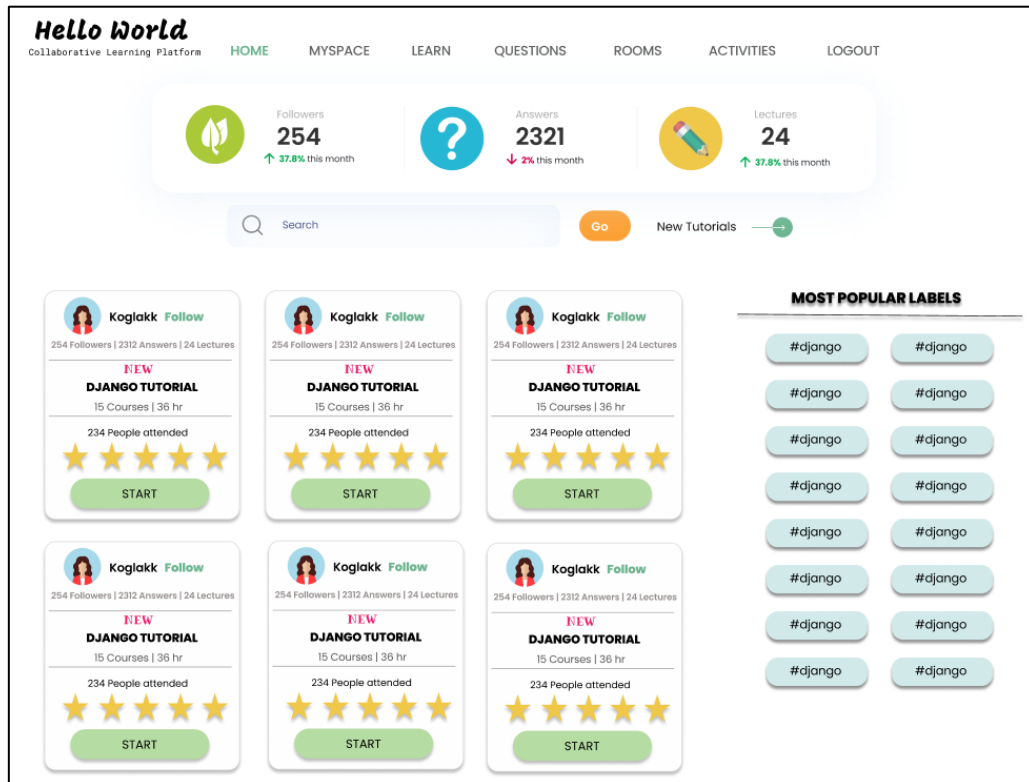 Hello World
Collaborative Learning Platform
HOME MYSPACE LEARN QUESTIONS ROOMS ACTIVITIES LOGOUT
Followers
254
37.8% this month
Answers
2321
2% this month
Lectures
24
37.8% this month
Search
Go
New Tutorials
Koglakk Follow
254 Followers | 2312 Answers | 24 Lectures
NEW
DJANGO TUTORIAL
15 Courses | 36 hr
234 People attended
START
Koglakk Follow
254 Followers | 2312 Answers | 24 Lectures
NEW
DJANGO TUTORIAL
15 Courses | 36 hr
234 People attended
START
Koglakk Follow
254 Followers | 2312 Answers | 24 Lectures
NEW
DJANGO TUTORIAL
15 Courses | 36 hr
234 People attended
START
Koglakk Follow
254 Followers | 2312 Answers | 24 Lectures
NEW
DJANGO TUTORIAL
15 Courses | 36 hr
234 People attended
START
Koglakk Follow
254 Followers | 2312 Answers | 24 Lectures
NEW
DJANGO TUTORIAL
15 Courses | 36 hr
234 People attended
START
Koglakk Follow
254 Followers | 2312 Answers | 24 Lectures
NEW
DJANGO TUTORIAL
15 Courses | 36 hr
234 People attended
START
MOST POPULAR LABELS
#django #django
#django #django
#django #django
#django #django
#django #django
#django #django
#django #django
#django #django